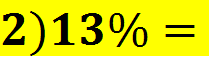 2)13% =